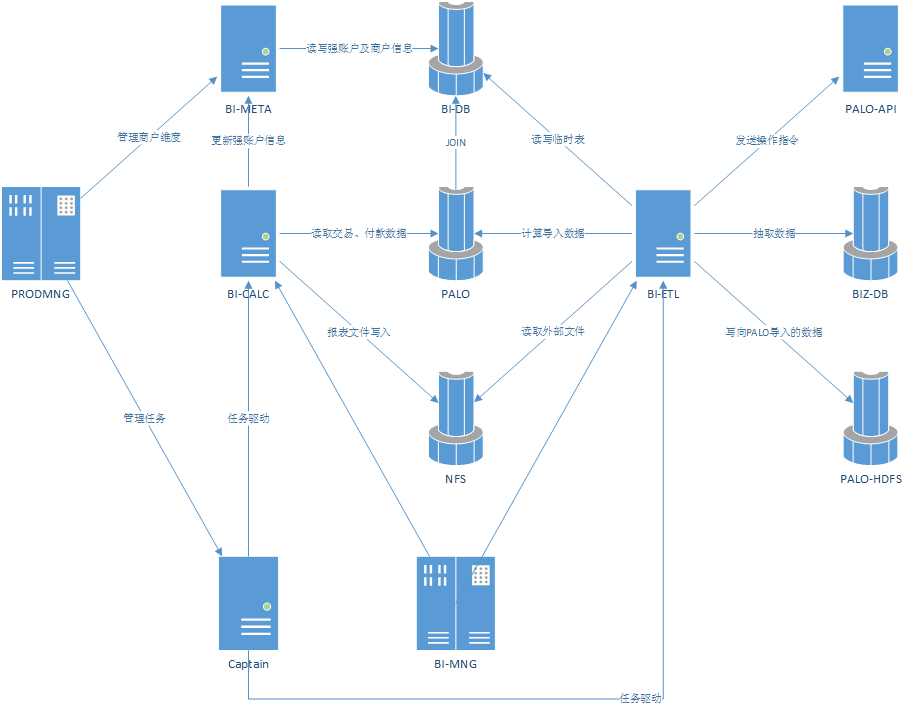 读写强账户及商户信息
BI-META
BI-DB
PALO-API
管理商户维度
更新强账户信息
JOIN
读写临时表
发送操作指令
读取交易、付款数据
计算导入数据
抽取数据
PRODMNG
BI-CALC
PALO
BI-ETL
BIZ-DB
报表文件写入
读取外部文件
写向PALO导入的数据
管理任务
任务驱动
NFS
PALO-HDFS
Captain
BI-MNG
任务驱动